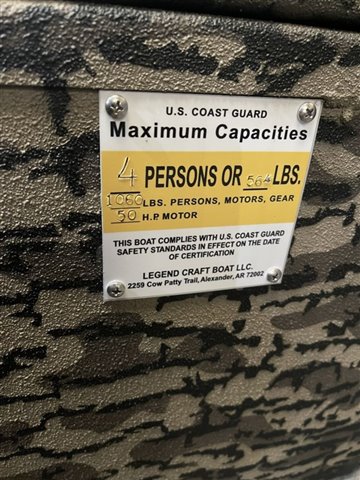 U.S. COAST GUARD
Maximum Capacities
4 PERSONS OR 564 LBS.
1060 LBS. PERSONS, MOTORS, GEAR
50 H.P. MOTOR
THIS BOAT COMPLIES WITH U.S. COAST GUARD
SAFETY STANDARDS IN EFFECT ON THE DATE
OF CERTIFICATION
LEGEND CRAFT BOAT LLC.
2259 Cow Patty Trail, Alexander, AR 72002